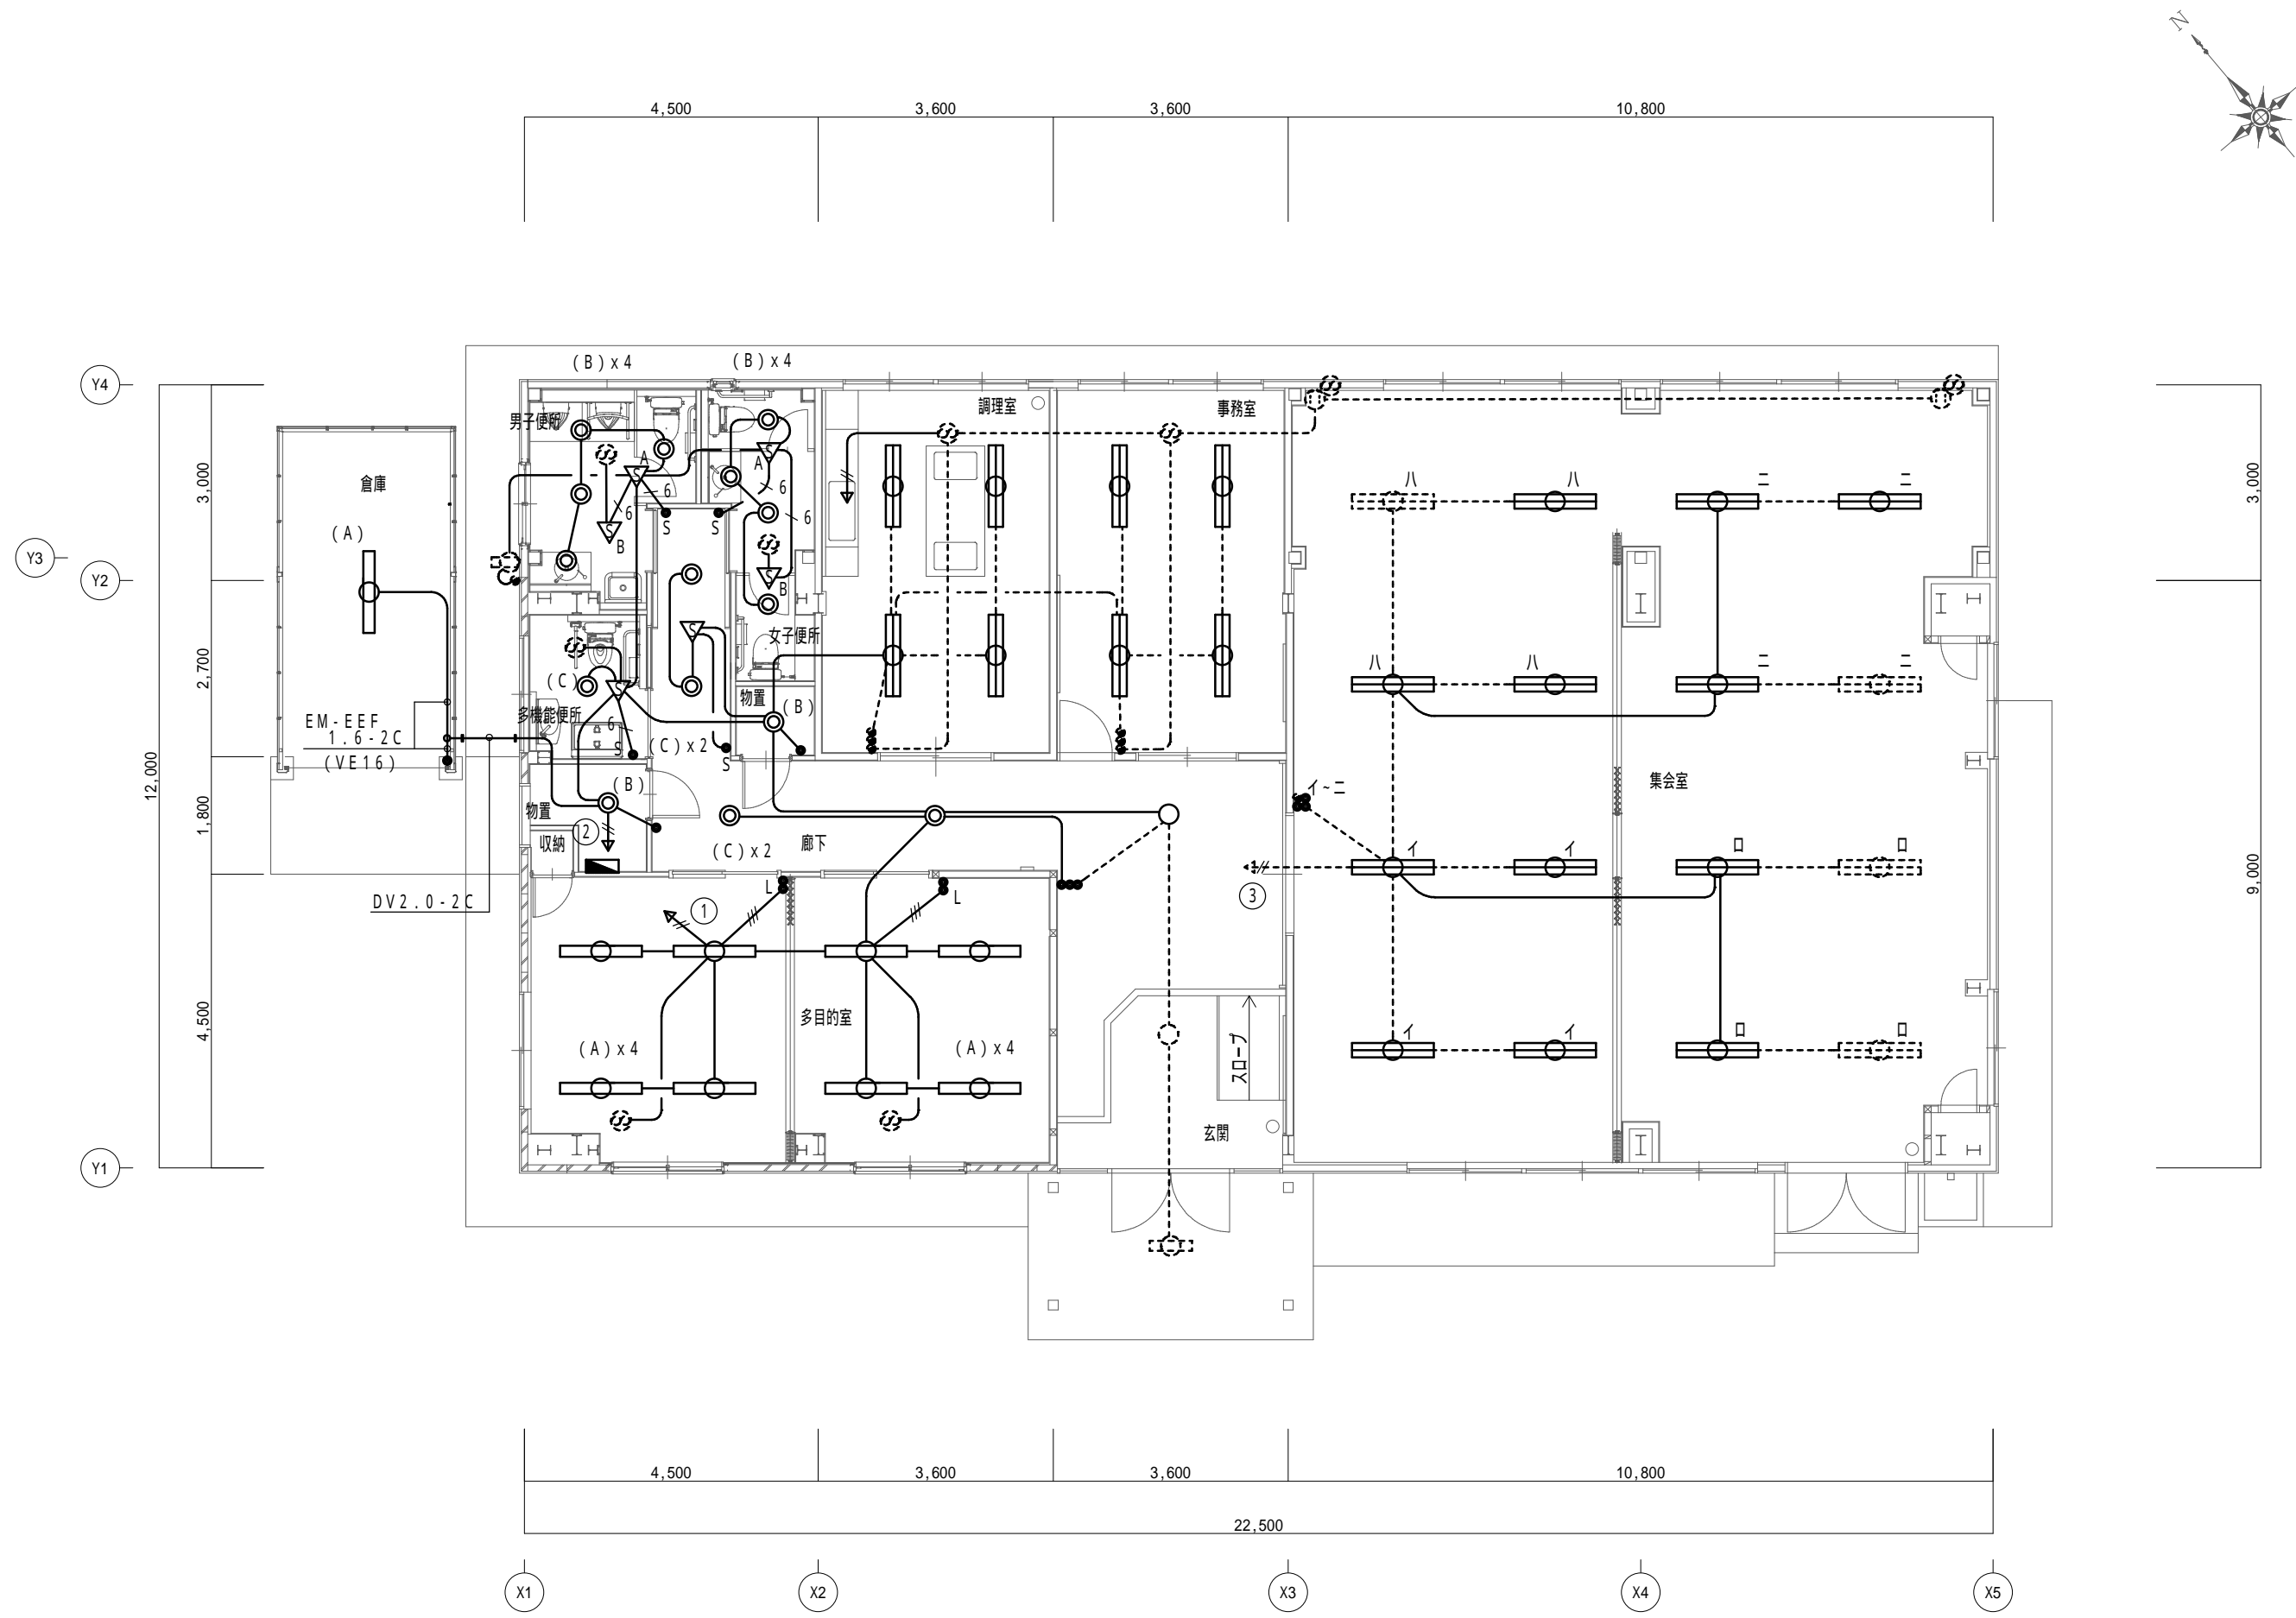 N
4,500
3,600
3,600
10,800
(B)x4
(B)x4
Y4
男子便所
調理室
事務室
倉庫
A
A
6
6
3,000
3,000
(A)
6
6
S
S
B
ハ
ハ
ニ
ニ
Y3
Y2
B
女子便所
(C)
物置
(B)
2,700
ハ
ハ
ニ
ニ
多機能便所
EM-EEF
1.6-2C
6
S
(C)x2
S
(VE16)
12,000
(B)
イ~ニ
集会室
物置
12
収納
1,800
(C)x2
廊下
イ
イ
ロ
ロ
9,000
DV2.0-2C
L
L
1
3
4,500
多目的室
(A)x4
(A)x4
スロープ
イ
イ
ロ
ロ
玄関
Y1
4,500
3,600
3,600
10,800
22,500
X1
X2
X3
X4
X5